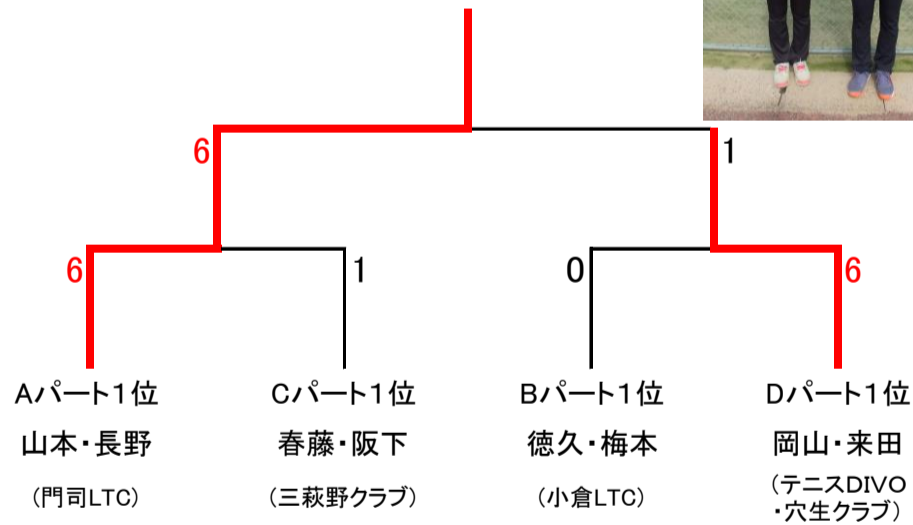 6 1
6 1 0 6
Aパート1位 Cパート1位 Bパート1位 Dパート1位
山本・長野 春藤・阪下 徳久・梅本 岡山・来田
(門司LTC) (三萩野クラブ) (小倉LTC) (テニスDIVO
・穴生クラブ)